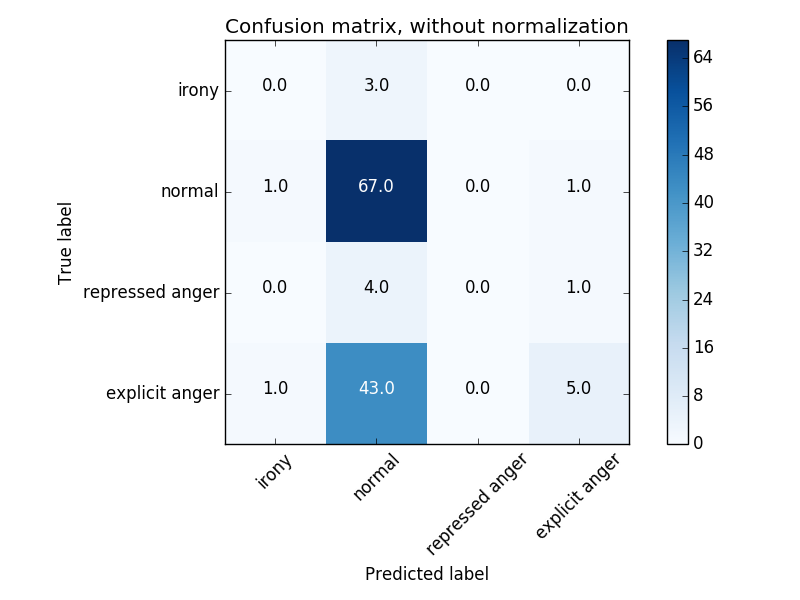 Confusion matrix, without normalization
True label
irony
0.0 3.0 0.0 0.0
normal
1.0 67.0 0.0 1.0
repressed anger
0.0 4.0 0.0 1.0
explicit anger
1.0 43.0 0.0 5.0
irony
normal
repressed anger
explicit anger
Predicted label
64
56
48
40
32
24
16
8
0